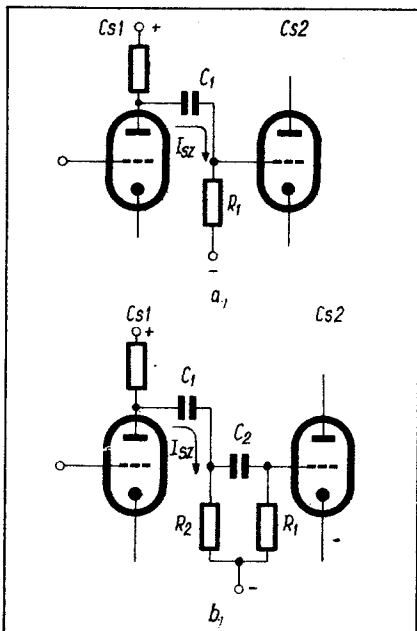 Cs1 + Cs2
C1
Isz
R1
-
a,
Cs1 Cs2
+
C1
C2
Isz
R2 R1
-
b,